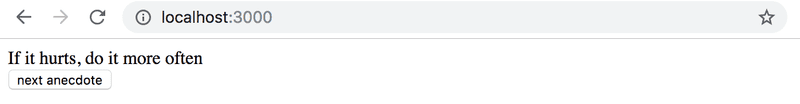 localhost:3000
If it hurts, do it more often
next anecdote